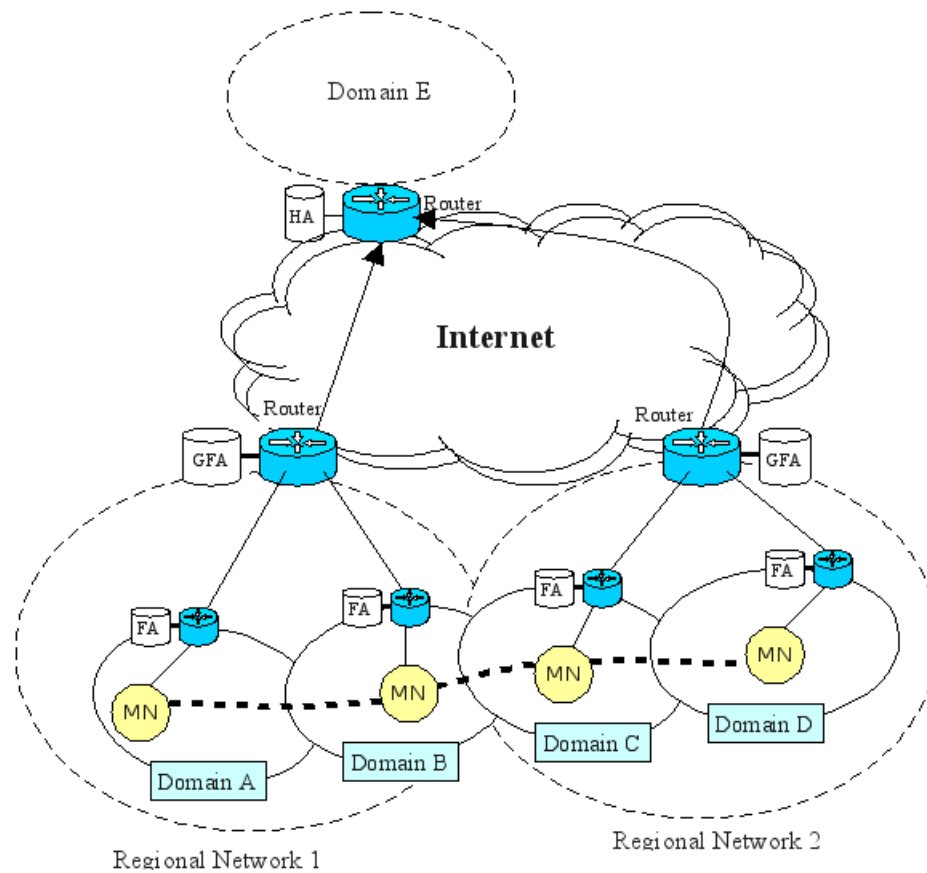 Domain E
HA
Router
Internet
Router
Router
GFA
GFA
FA
FA
FA
FA
MN
MN
MN
MN
Domain A
Domain B
Domain C
Domain D
Regional Network 1
Regional Network 2